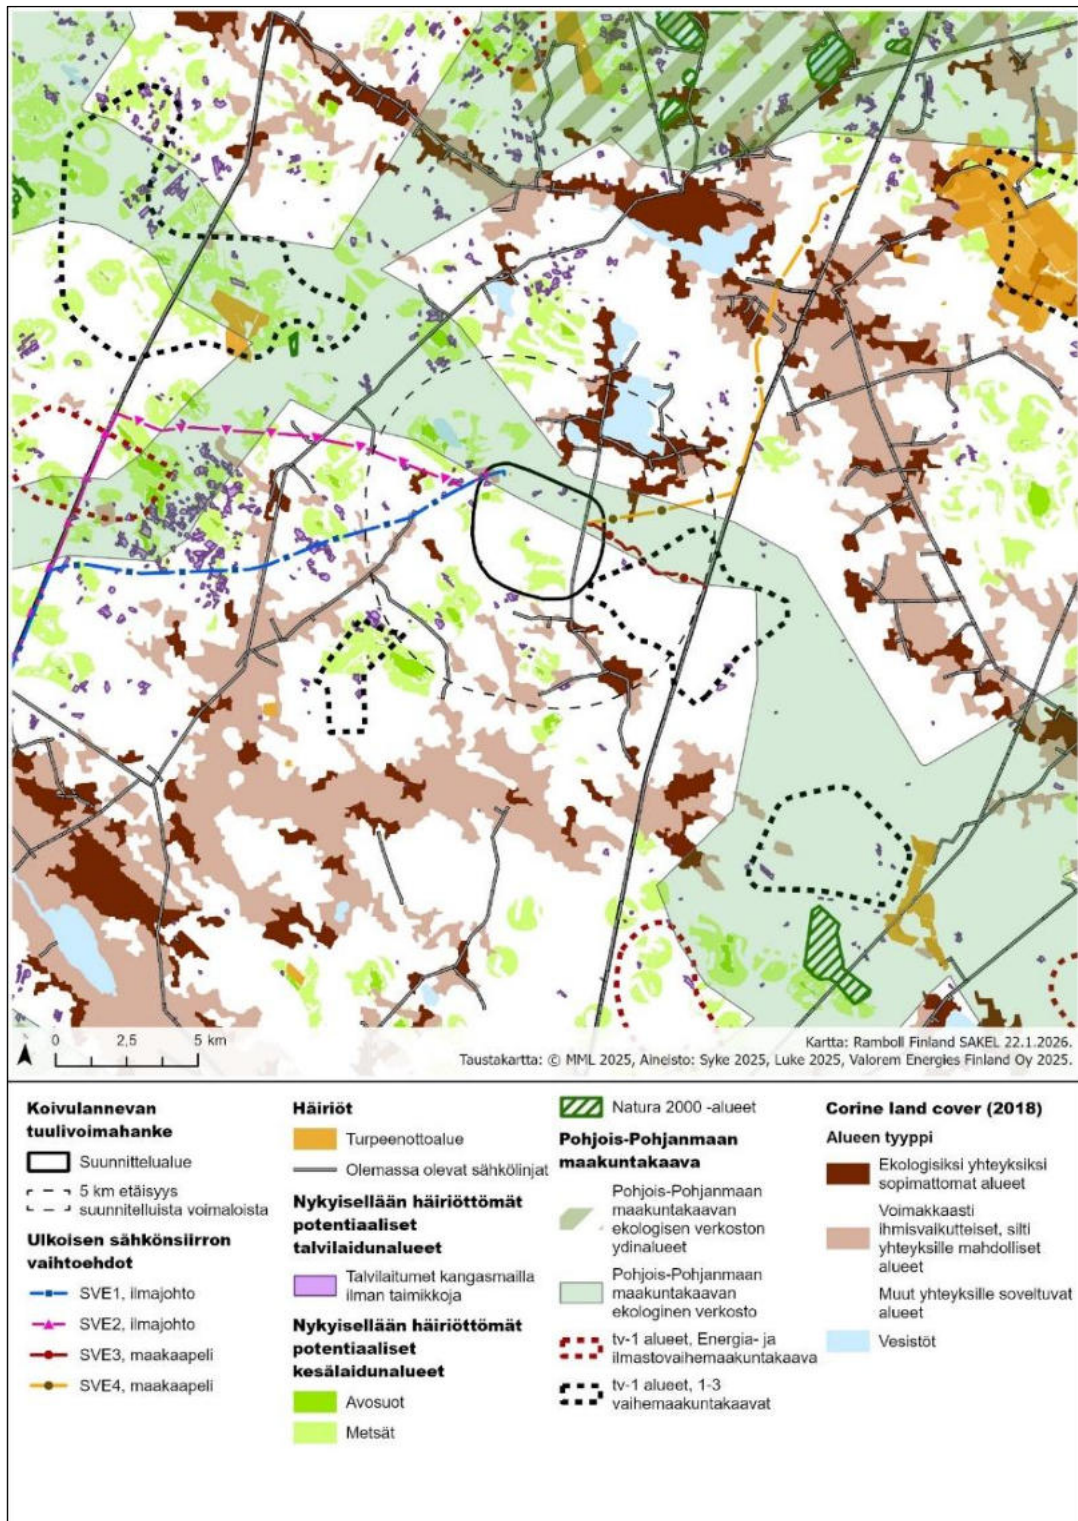 0 2,5 5 km
Kartta: Ramboll Finland SAKEL 22.1.2026.
Taustakartta: © MML 2025, Aineisto: Syke 2025, Luke 2025, Valorem Energies Finland Oy 2025.
Koivulannevan
tuulivoimahanke
Suunnittelualue
5 km etäisyys
suunnitelluista voimaloista
Ulkoisen sähkönsiirron
vaihtoehdot
SVE1, ilmajohto
SVE2, ilmajohto
SVE3, maakaapeli
SVE4, maakaapeli
Häiriöt
Turpeenottoalue
Olemassa olevat sähkölinjat
Nykyisellään häiriöttömät
potentiaaliset
talvilaidunalueet
Talvilaitumet kangasmailla
ilman taimikkoja
Nykyisellään häiriöttömät
potentiaaliset
kesälaidunalueet
Avosuot
Metsät
Natura 2000 -alueet
Pohjois-Pohjanmaan
maakuntakaava
Pohjois-Pohjanmaan
maakuntakaavan
ekologisen verkoston
ydinalueet
Pohjois-Pohjanmaan
maakuntakaavan
ekologinen verkosto
tv-1 alueet, Energia- ja
ilmastovaihemaakuntakaava
tv-1 alueet, 1-3
vaihemaakuntakaavat
Corine land cover (2018)
Alueen tyyppi
Ekologisiksi yhteyksiksi
sopimattomat alueet
Voimakkaasti
ihmisvaikutteiset, silti
yhteyksille mahdolliset
alueet
Muut yhteyksille soveltuvat
alueet
Vesistöt